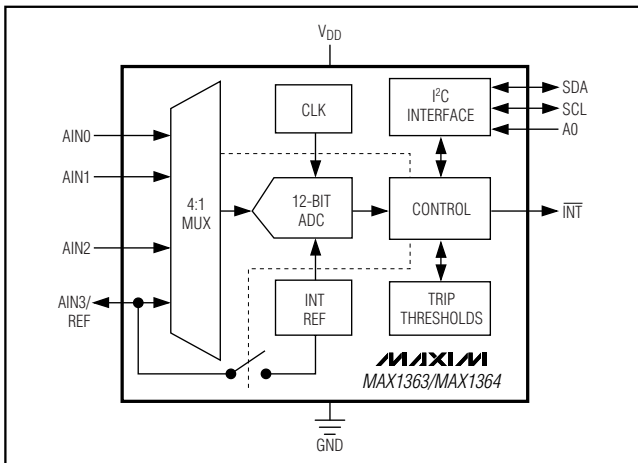 VDD
CLK
I²C
INTERFACE
SDA
SCL
A0
AIN0
AIN1
AIN2
AIN3/
REF
4:1
MUX
12-BIT
ADC
CONTROL
INT
INT
REF
TRIP
THRESHOLDS
MAXIM
MAX1363/MAX1364
GND